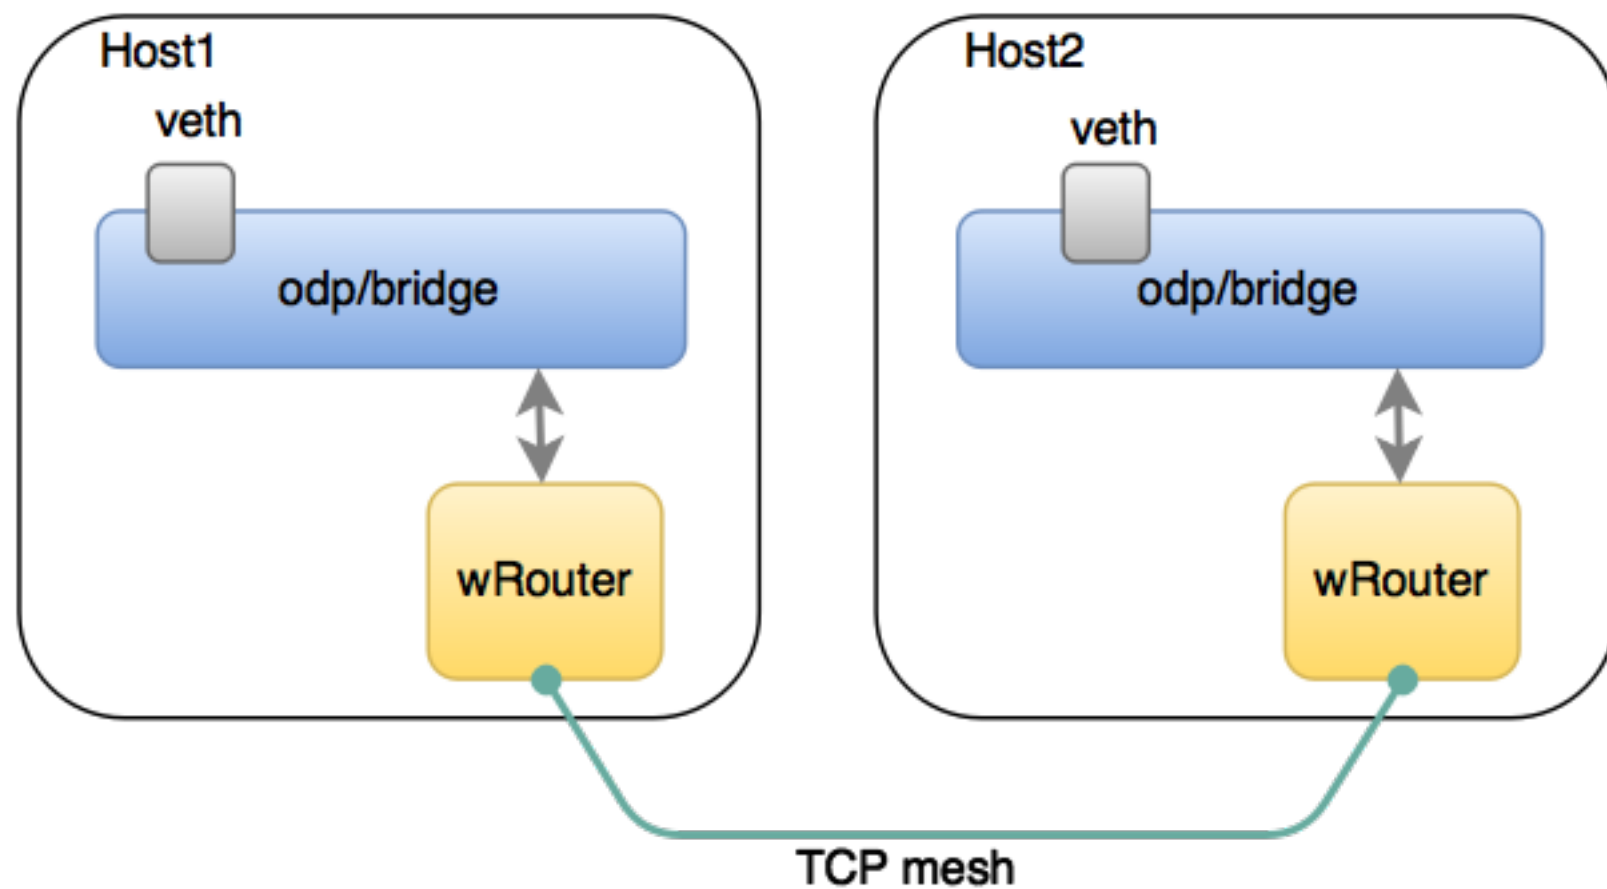 Host1
veth
odp/bridge
wRouter
Host2
veth
odp/bridge
wRouter
TCP mesh